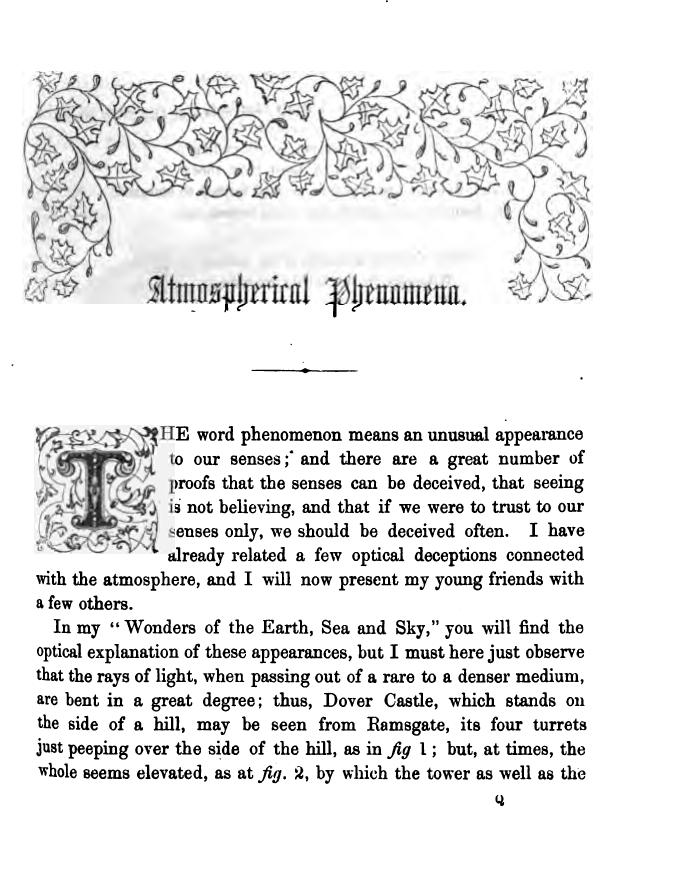 Atmospherical Phenomena.
THE word phenomenon means an unusual appearance
to our senses; and there are a great number of
proofs that the senses can be deceived, that seeing
is not believing, and that if we were to trust to our
senses only, we should be deceived often. I have
already related a few optical deceptions connected
with the atmosphere, and I will now present my young friends with
a few others.
In my “Wonders of the Earth, Sea and Sky,” you will find the
optical explanation of these appearances, but I must here just observe
that the rays of light, when passing out of a rare to a denser medium,
are bent in a great degree; thus, Dover Castle, which stands on
the side of a hill, may be seen from Ramsgate, its four turrets
just peeping over the side of the hill, as in fig 1; but, at times, the
whole seems elevated, as at fig. 2, by which the tower as well as the